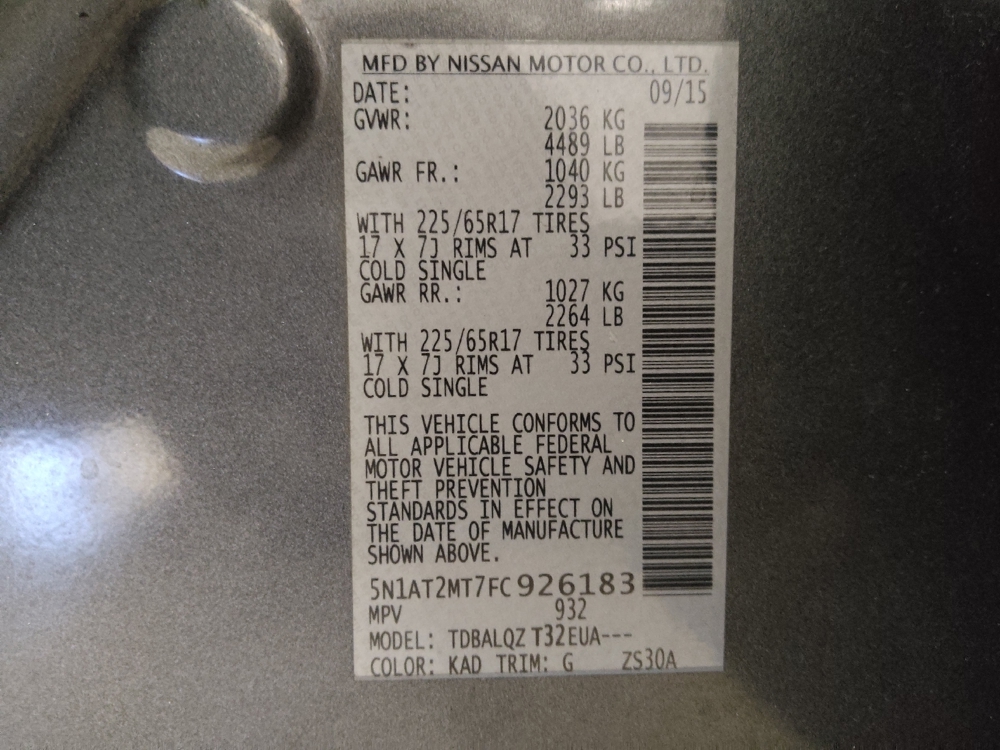 MFD BY NISSAN MOTOR CO., LTD.
DATE: 09/15
GVWR: 2036 KG
4489 LB
GAWR FR.: 1040 KG
2293 LB
WITH 225/65R17 TIRES
17 X 7J RIMS AT 33 PSI
COLD SINGLE
GAWR RR.: 1027 KG
2264 LB
WITH 225/65R17 TIRES
17 X 7J RIMS AT 33 PSI
COLD SINGLE
THIS VEHICLE CONFORMS TO
ALL APPLICABLE FEDERAL
MOTOR VEHICLE SAFETY AND
THEFT PREVENTION
STANDARDS IN EFFECT ON
THE DATE OF MANUFACTURE
SHOWN ABOVE.
5N1AT2MT7FC926183
MPV 932
MODEL: TDBALQZ T32EUA---
COLOR: KAD TRIM: G ZS30A